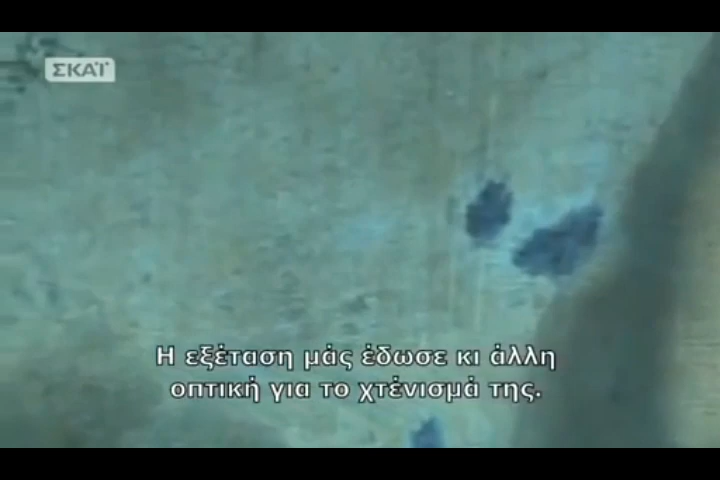 ΣΚΑΪ
Η εξέταση μάς έδωσε κι άλλη
οπτική για το χτένισμά της.